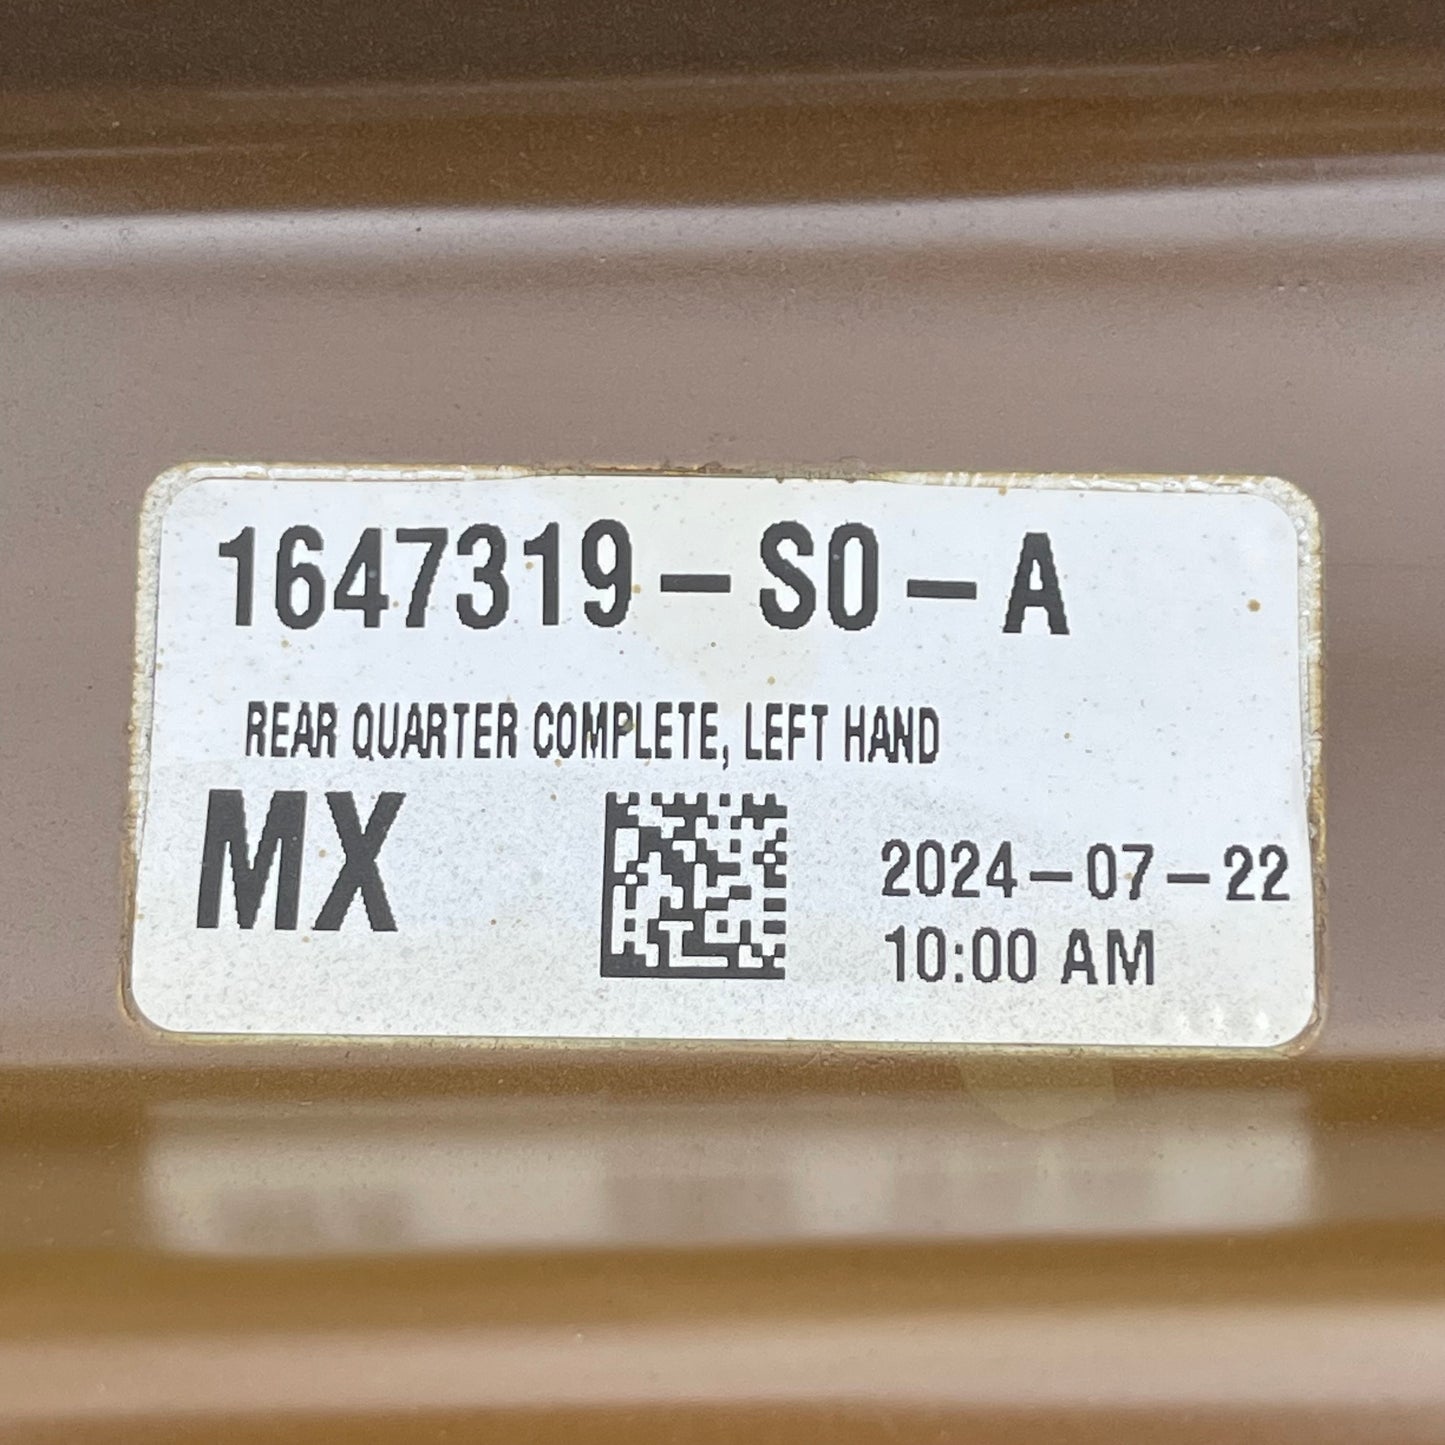 1647319-S0-A
REAR QUARTER COMPLETE, LEFT HAND
MX
2024-07-22
10:00 AM